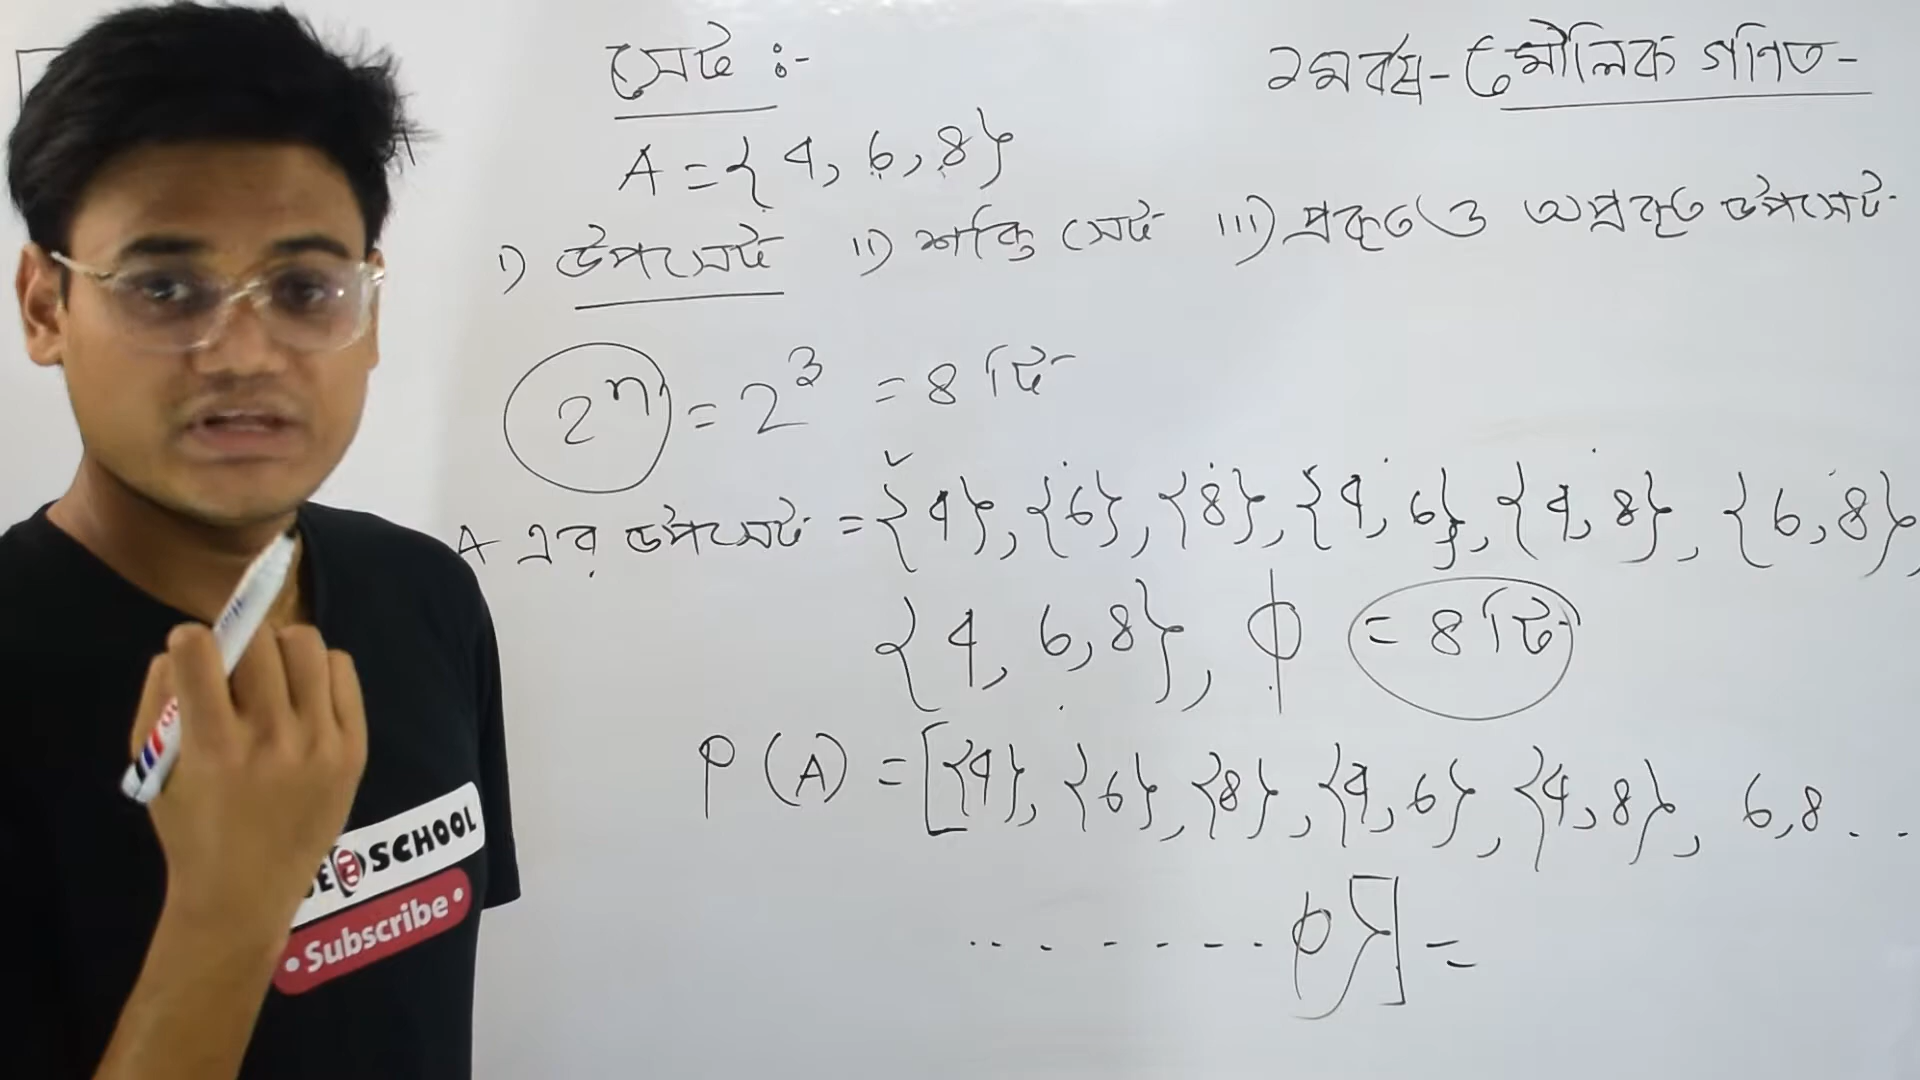 সেট :-
১ম বর্ষ - মৌলিক গনিত -
A = { 4, 6, 8 }
i) উপসেট ii) শক্তি সেট iii) প্রকৃত ও অপ্রকৃত উপসেট
2ⁿ = 2³ = 8 টি
A এর উপসেট = {4}, {6}, {8}, {4, 6}, {4, 8}, {6, 8},
{4, 6, 8}, ϕ = 8 টি
P (A) = [{4}, {6}, {8}, {4, 6}, {4, 8}, 6, 8 . . .
. . . - - - - - . ϕ}] =
SCHOOL
• Subscribe •